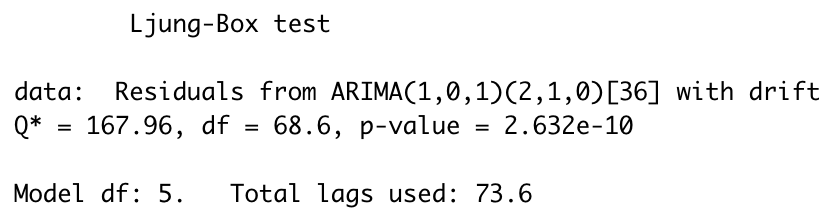 Ljung-Box test
data:  Residuals from ARIMA(1,0,1)(2,1,0)[36] with drift
Q* = 167.96, df = 68.6, p-value = 2.632e-10
Model df: 5.   Total lags used: 73.6